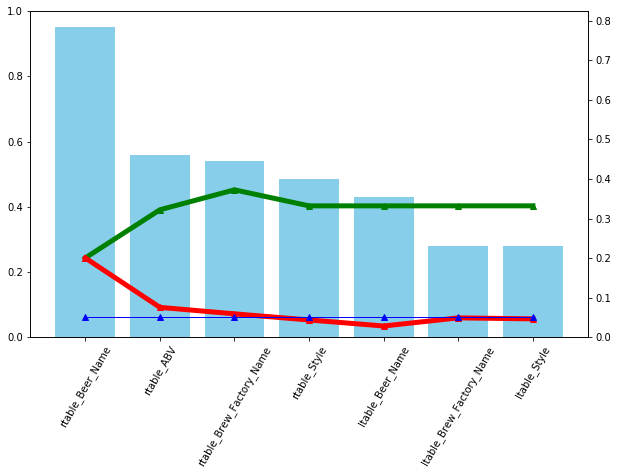 1.0
0.8
0.6
0.4
0.2
0.0
0.8
0.7
0.6
0.5
0.4
0.3
0.2
0.1
0.0
rtable_Beer_Name
rtable_ABV
rtable_Brew_Factory_Name
rtable_Style
ltable_Beer_Name
ltable_Brew_Factory_Name
ltable_Style